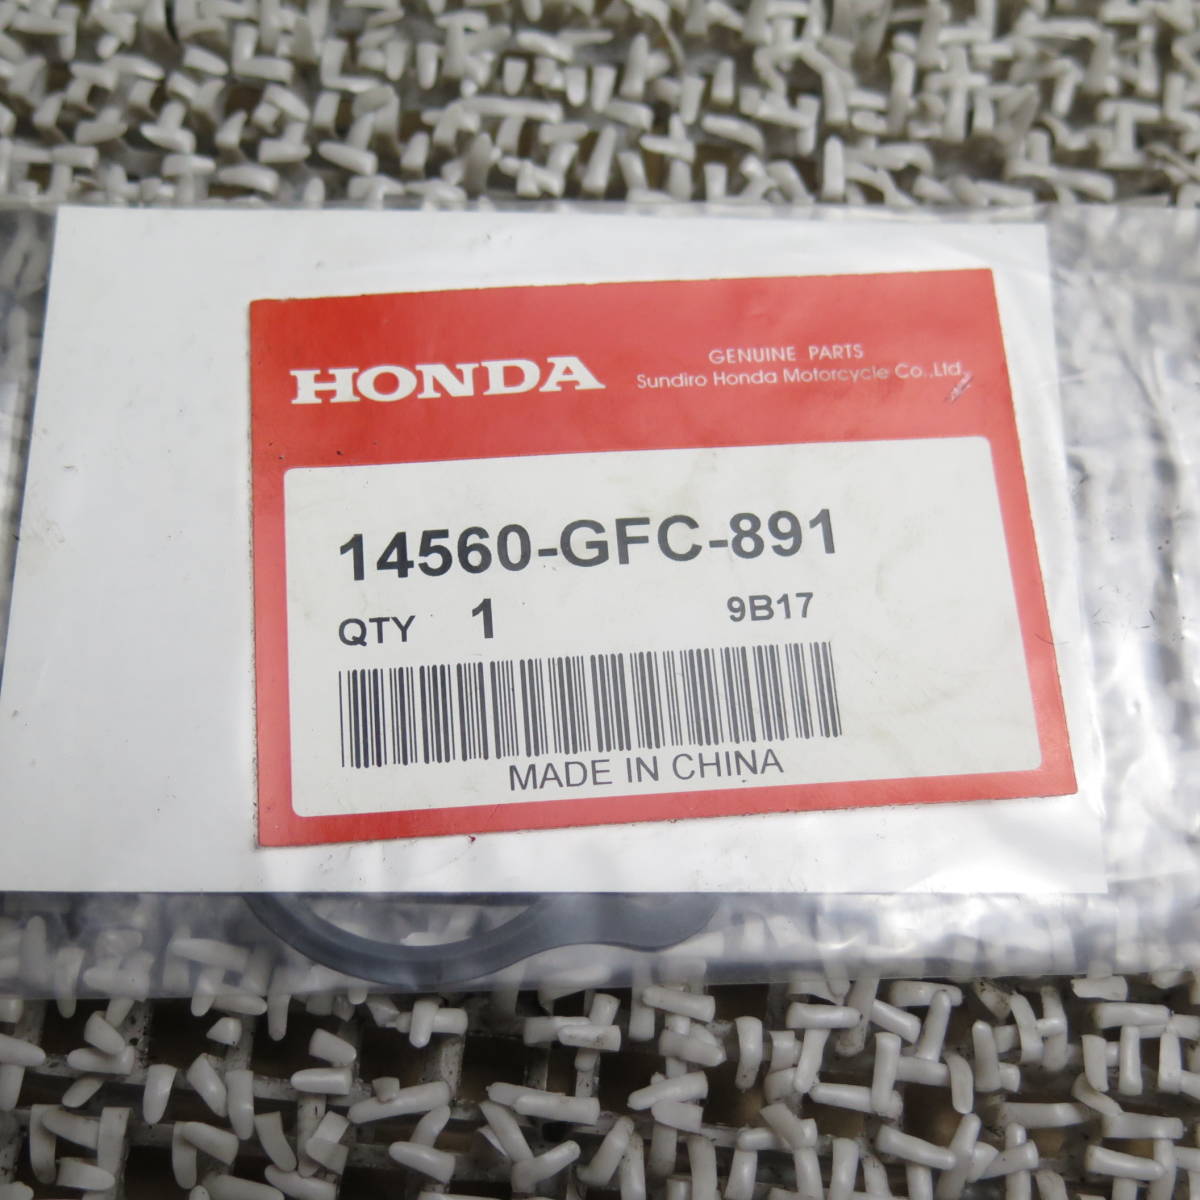 HONDA
GENUINE PARTS
Sundiro Honda Motorcycle Co.,Ltd.
14560-GFC-891
QTY 1 9B17
MADE IN CHINA